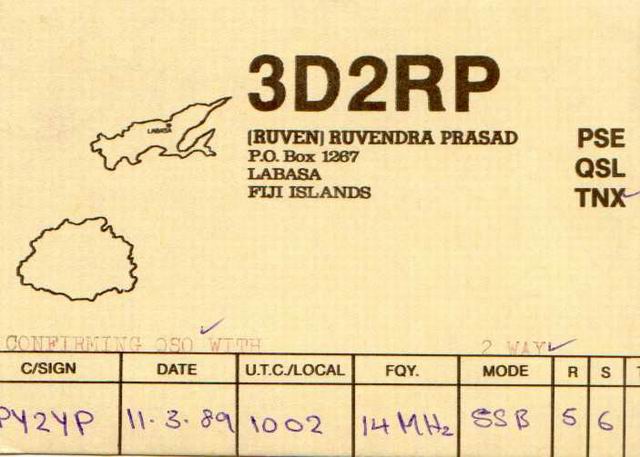 3D2RP
(RUVEN) RUVENDRA PRASAD
P.O. Box 1267
LABASA
FIJI ISLANDS
LABASA
PSE
QSL
TNX
CONFIRMING QSO WITH 2 WAY
C/SIGN DATE U.T.C./LOCAL FQY. MODE R S T
PY2YP 11.3.89 1002 14 MHz SSB 5 6